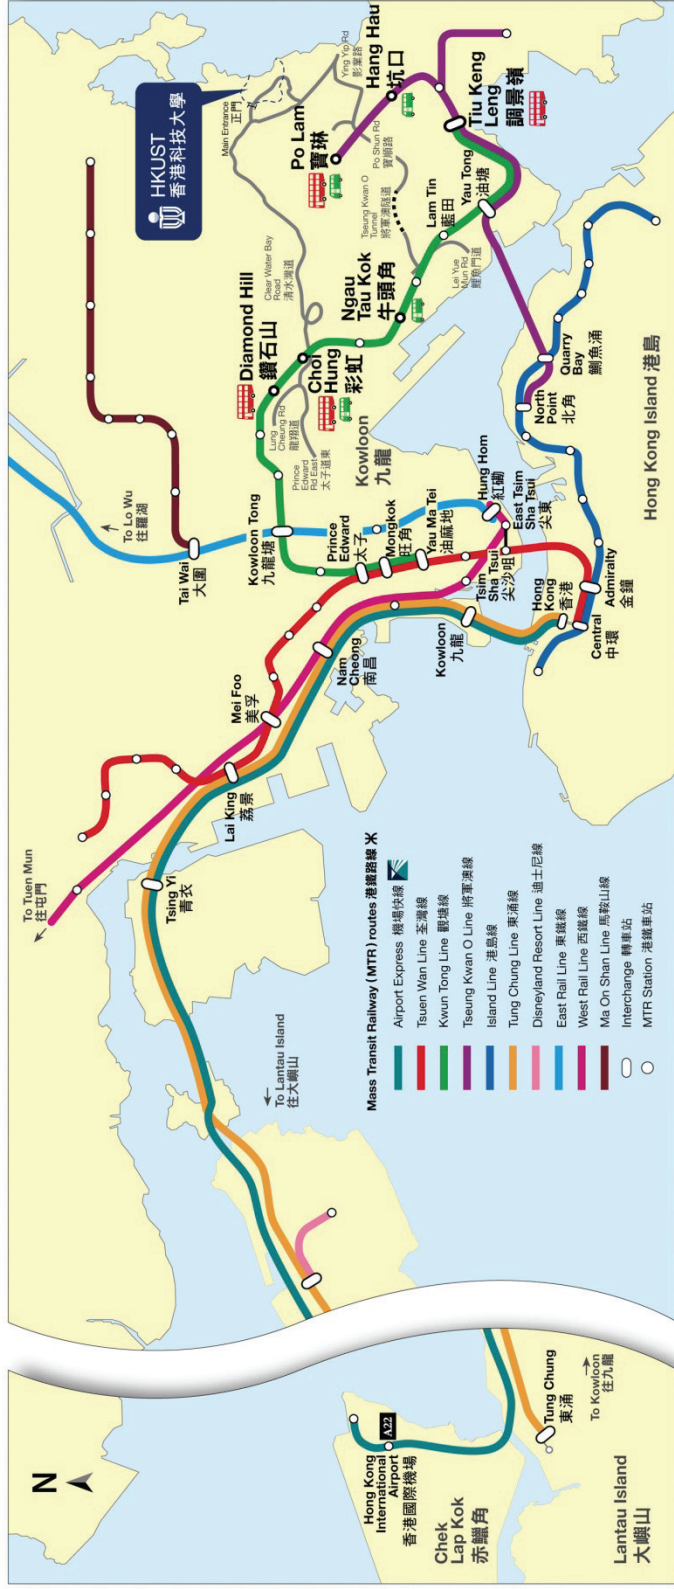 N
Hong Kong
International
Airport
香港國際機場
A22
Chek
Lap Kok
赤鱲角
Tung Chung
東涌
To Kowloon
往九龍
Lantau Island
大嶼山
To Lantau Island
往大嶼山
To Tuen Mun
往屯門
Tsing Yi
青衣
Lai King
荔景
Mei Foo
美孚
Nam
Cheong
南昌
Kowloon
九龍
Hong
Kong
香港
Central
中環
Admiralty
金鐘
Tsim
Sha Tsui
尖沙咀
East Tsim
Sha Tsui
尖東
Hung Hom
紅磡
Yau Ma Tei
油麻地
Mongkok
旺角
Prince
Edward
太子
Kowloon Tong
九龍塘
Tai Wai
大圍
To Lo Wu
往羅湖
Kowloon
九龍
Lung
Cheung Rd
龍翔道
Prince
Edward
Rd East
太子道東
Diamond Hill
鑽石山
Choi
Hung
彩虹
Clear Water Bay
Road
清水灣道
Ngau
Tau Kok
牛頭角
Lam Tin
藍田
Lei Yue
Mun Rd
鯉魚門道
Tseung Kwan O
Tunnel
將軍澳隧道
Yau Tong
油塘
Po Shun Rd
寶順路
Po Lam
寶琳
Hang Hau
坑口
Tiu Keng
Leng
調景嶺
Ying Yip Rd
影業路
Main Entrance
正門
HKUST
香港科技大學
North
Point
北角
Quarry
Bay
鰂魚涌
Hong Kong Island 港島
Mass Transit Railway (MTR) routes 港鐵路線
Airport Express 機場快線
Tsuen Wan Line 荃灣線
Kwun Tong Line 觀塘線
Tseung Kwan O Line 將軍澳線
Island Line 港島線
Tung Chung Line 東涌線
Disneyland Resort Line 迪士尼線
East Rail Line 東鐵線
West Rail Line 西鐵線
Ma On Shan Line 馬鞍山線
Interchange 轉車站
MTR Station 港鐵車站